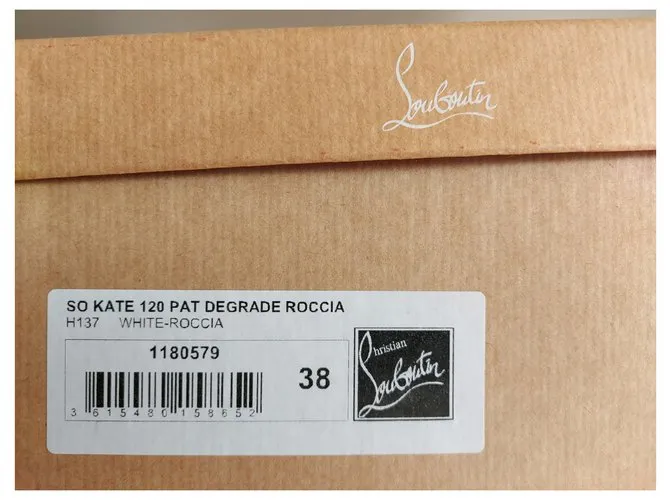 Louboutin
SO KATE 120 PAT DEGRADE ROCCIA
H137 WHITE-ROCCIA
1180579
38
3 615480 158652
Christian
Louboutin